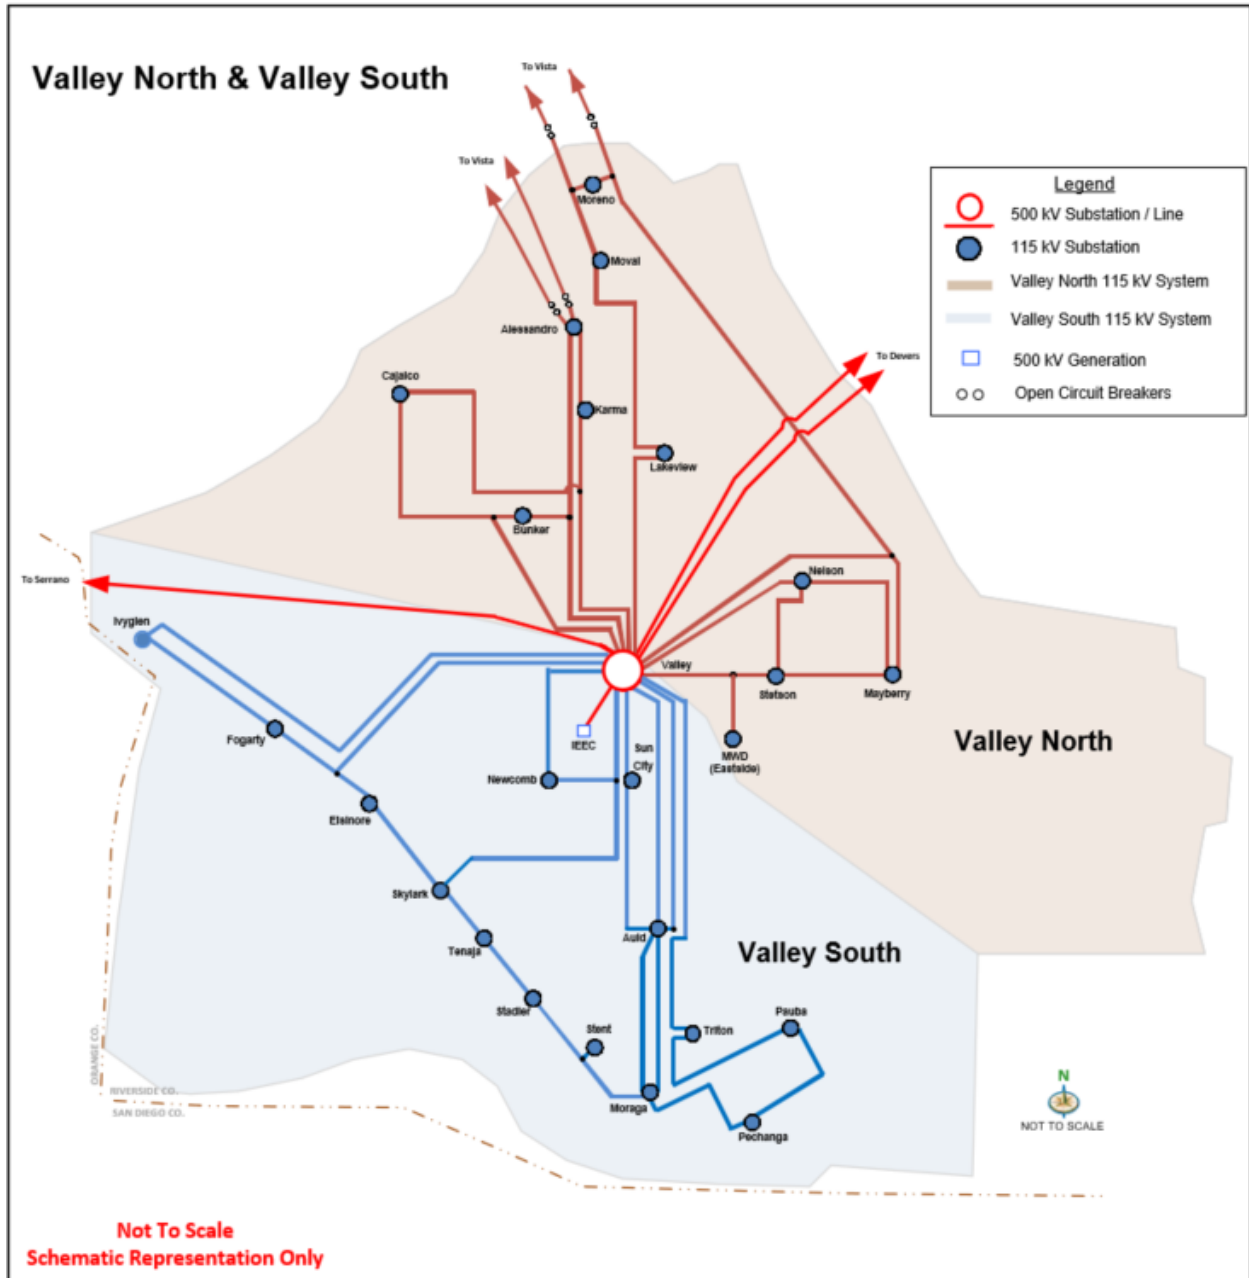 Valley North & Valley South
To Vista
To Vista
Moreno
Moval
Alessandro
Cajalco
Karma
Lakeview
Bunker
To Devers
Legend
500 kV Substation / Line
115 kV Substation
Valley North 115 kV System
Valley South 115 kV System
500 kV Generation
Open Circuit Breakers
To Serrano
Ivyglen
Nelson
Valley
Stetson
Mayberry
Fogarty
IEEC
Sun
City
MWD
(Eastside)
Valley North
Newcomb
Elsinore
Skylark
Auld
Valley South
Tenaja
Stadler
Stent
Triton
Pauba
Moraga
Pechanga
ORANGE CO.
RIVERSIDE CO.
SAN DIEGO CO.
N
NOT TO SCALE
Not To Scale
Schematic Representation Only